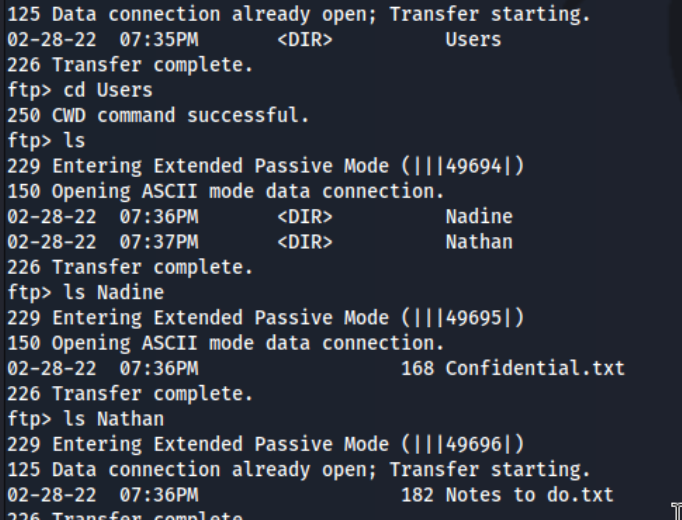 125 Data connection already open; Transfer starting.
02-28-22  07:35PM       <DIR>          Users
226 Transfer complete.
ftp> cd Users
250 CWD command successful.
ftp> ls
229 Entering Extended Passive Mode (|||49694|)
150 Opening ASCII mode data connection.
02-28-22  07:36PM       <DIR>          Nadine
02-28-22  07:37PM       <DIR>          Nathan
226 Transfer complete.
ftp> ls Nadine
229 Entering Extended Passive Mode (|||49695|)
150 Opening ASCII mode data connection.
02-28-22  07:36PM                  168 Confidential.txt
226 Transfer complete.
ftp> ls Nathan
229 Entering Extended Passive Mode (|||49696|)
125 Data connection already open; Transfer starting.
02-28-22  07:36PM                  182 Notes to do.txt
226 Transfer complete